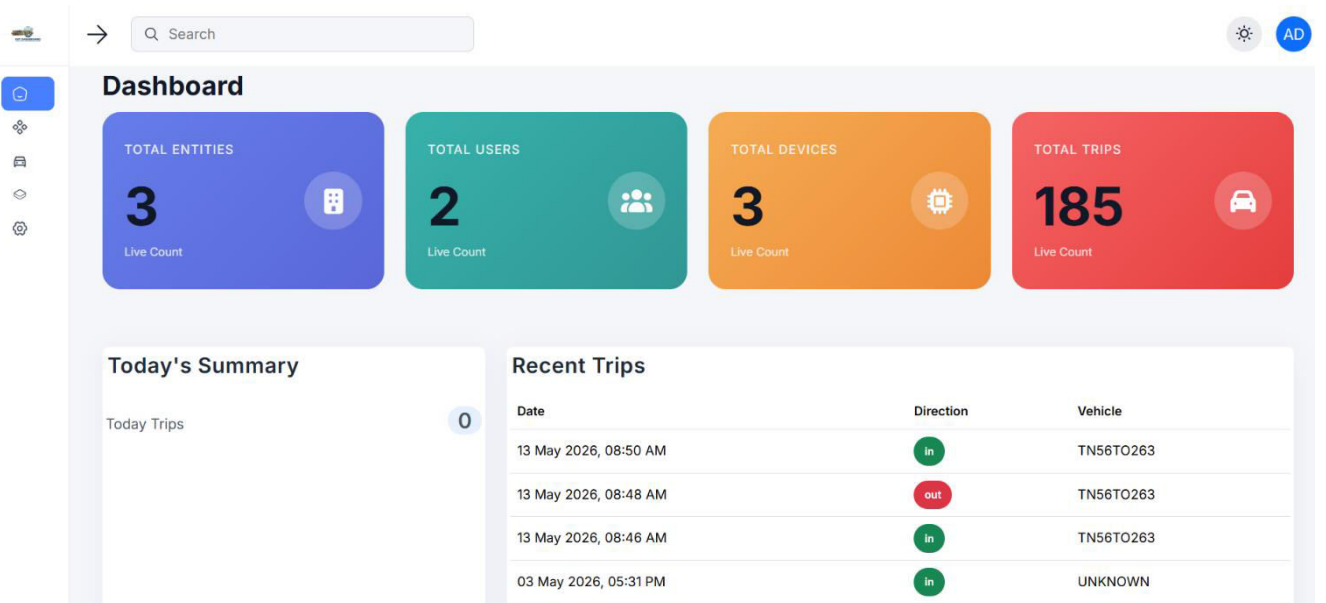 Search
AD
Dashboard
TOTAL ENTITIES
3
Live Count
TOTAL USERS
2
Live Count
TOTAL DEVICES
3
Live Count
TOTAL TRIPS
185
Live Count
Today's Summary
Today Trips 0
Recent Trips
Date Direction Vehicle
13 May 2026, 08:50 AM in TN56TO263
13 May 2026, 08:48 AM out TN56TO263
13 May 2026, 08:46 AM in TN56TO263
03 May 2026, 05:31 PM in UNKNOWN